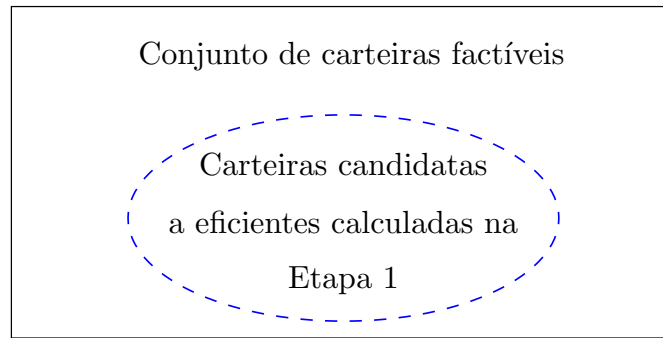 Conjunto de carteiras factíveis
Carteiras candidatas
a eficientes calculadas na
Etapa 1